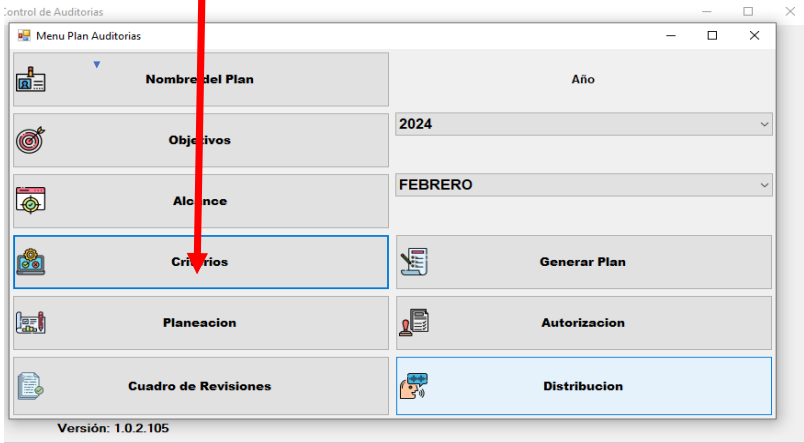 Control de Auditorias
Menu Plan Auditorias
Nombre del Plan
Año
Objetivos
2024
Alcance
FEBRERO
Criterios
Generar Plan
Planeacion
Autorizacion
Cuadro de Revisiones
Distribucion
Versión: 1.0.2.105